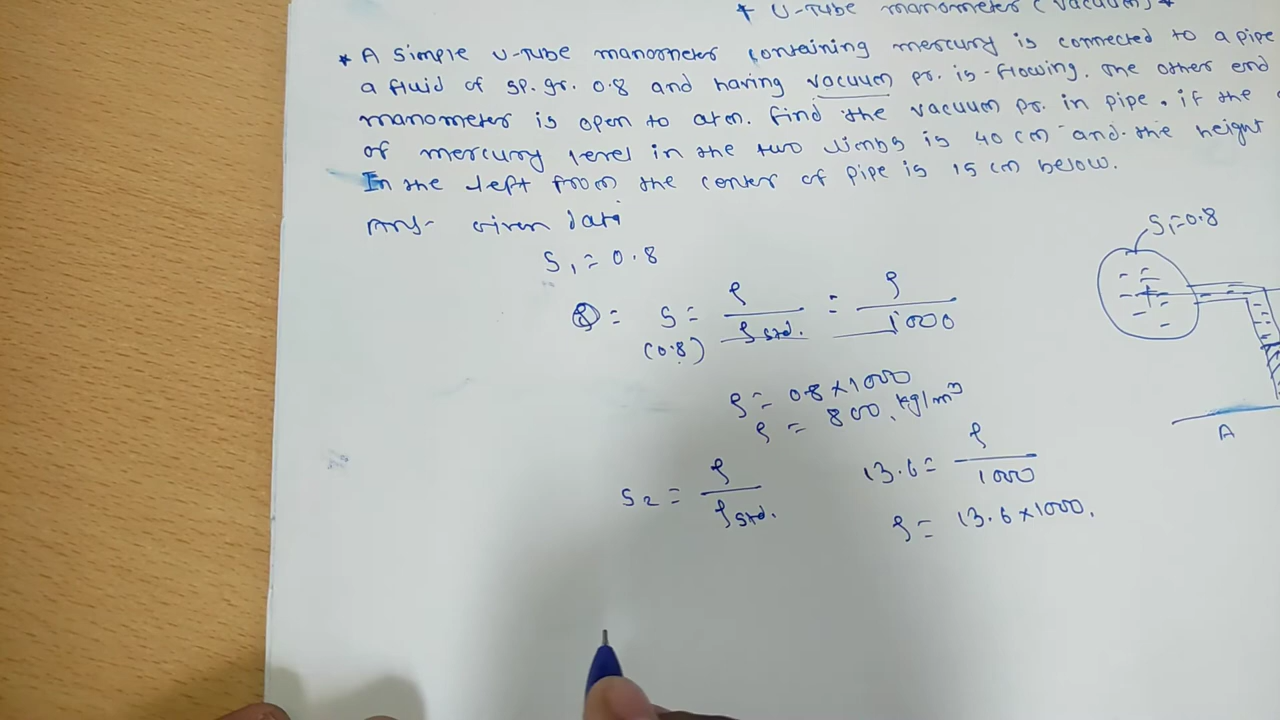 * U-Tube manometer (vacuum) *
* A simple U-Tube manometer containing mercury is connected to a pipe
a fluid of sp. gr. 0.8 and having vacuum pr. is flowing. The other end
manometer is open to atm. Find the vacuum pr. in pipe. if the
of mercury level in the two limbs is 40 cm and the height
In the left from the center of pipe is 15 cm below.
Ans- Given data
S₁=0.8
S₁ = 0.8
S = ρ / ρstd. = ρ / 1000
(0.8)
ρ = 0.8 × 1000
ρ = 800. kg/m³
A
S₂ = ρ / ρstd.
13.6 = ρ / 1000
ρ = 13.6 × 1000.